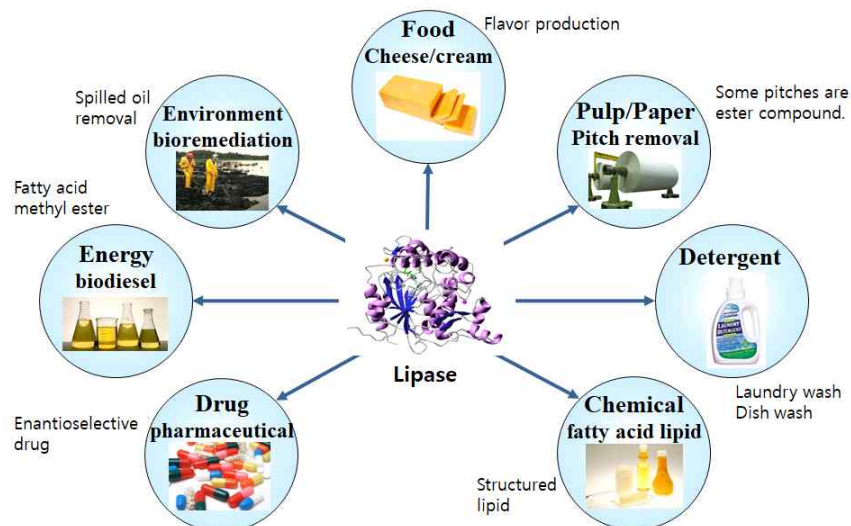 Food
Cheese/cream
Flavor production
Spilled oil
removal
Environment
bioremediation
Pulp/Paper
Pitch removal
Some pitches are
ester compound.
Fatty acid
methyl ester
Energy
biodiesel
Detergent
LAUNDRY
DETERGENT
Laundry wash
Dish wash
Lipase
Enantioselective
drug
Drug
pharmaceutical
Chemical
fatty acid lipid
Structured
lipid